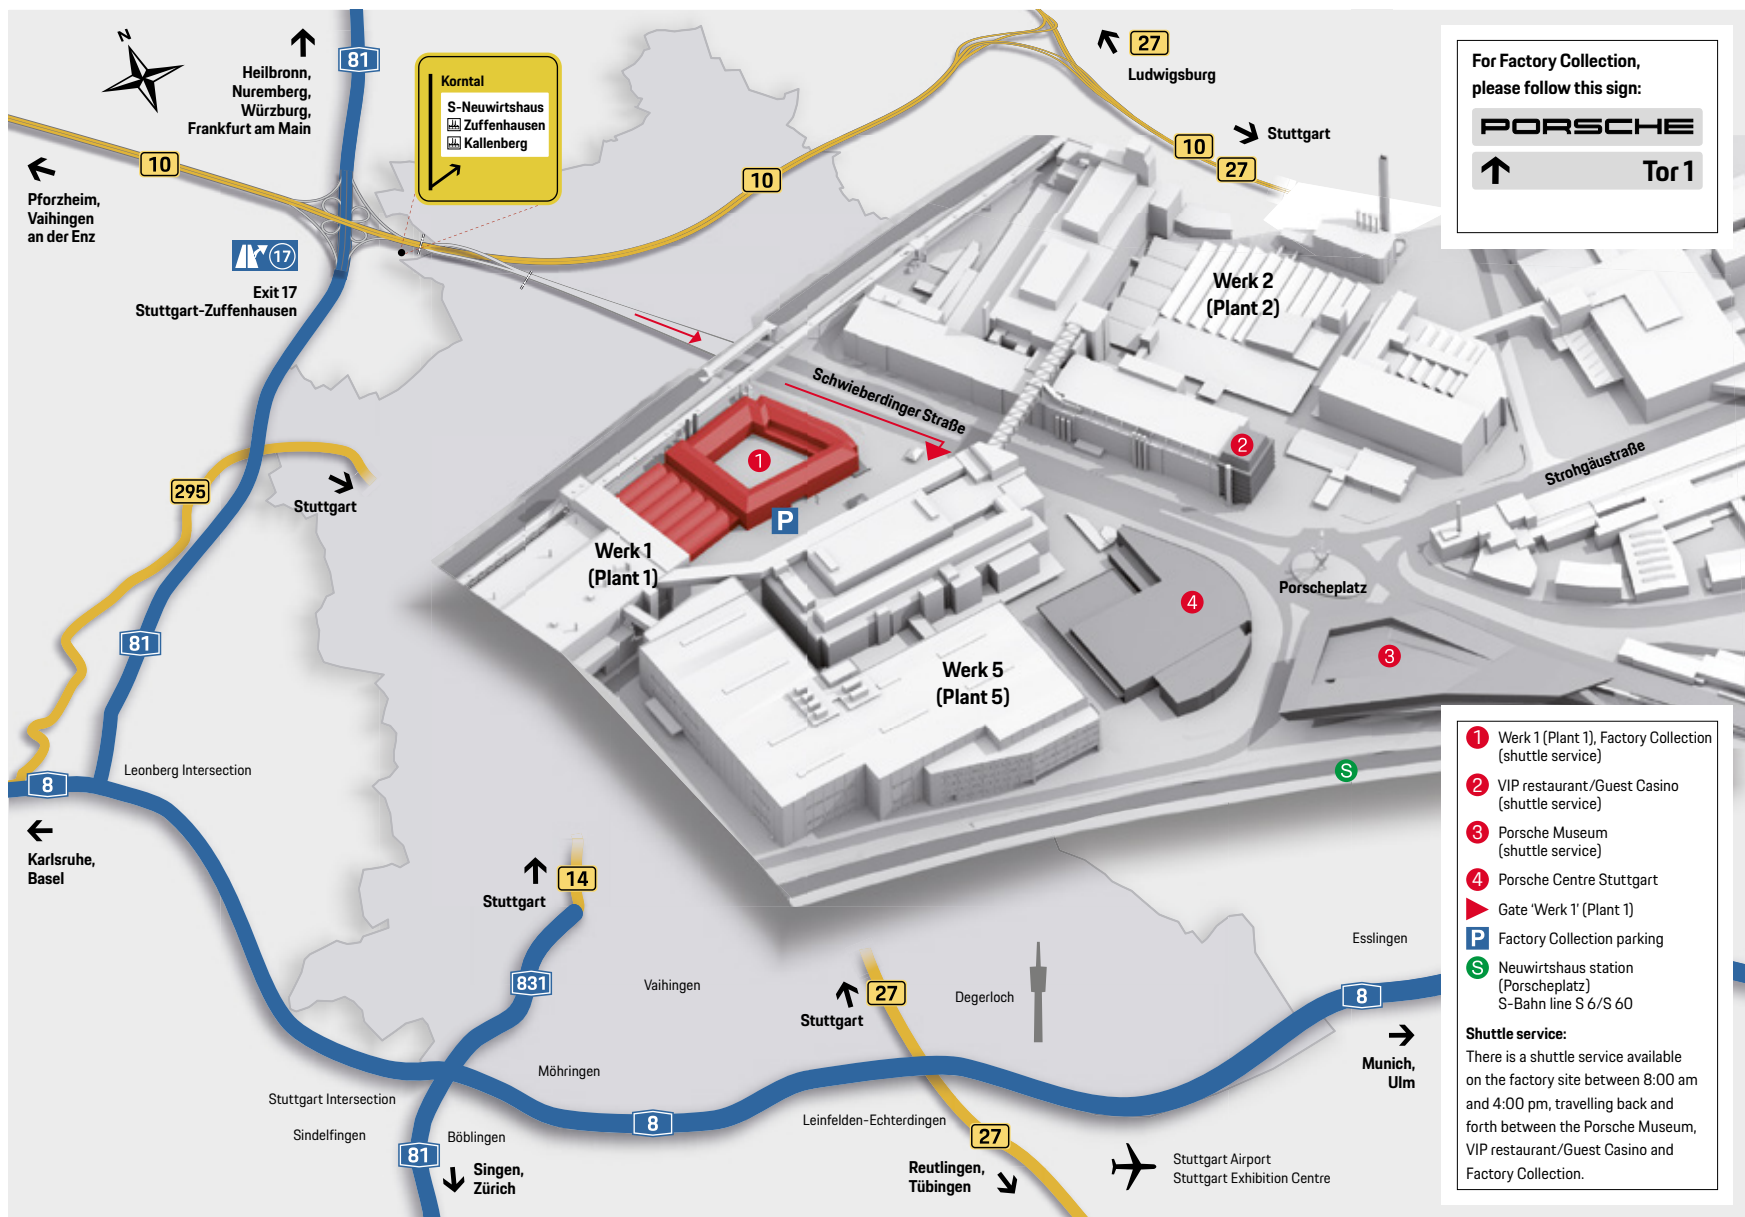 N
Heilbronn,
Nuremberg,
Würzburg,
Frankfurt am Main
81
Korntal
S-Neuwirtshaus
Zuffenhausen
Kallenberg
27
Ludwigsburg
Stuttgart
10
27
10
10
Pforzheim,
Vaihingen
an der Enz
17
Exit 17
Stuttgart-Zuffenhausen
For Factory Collection,
please follow this sign:
PORSCHE
Tor 1
Werk 2
(Plant 2)
Schwieberdinger Straße
Strohgäustraße
1
2
P
Werk 1
(Plant 1)
Porscheplatz
4
3
Werk 5
(Plant 5)
S
295
Stuttgart
81
Leonberg Intersection
8
Karlsruhe,
Basel
14
Stuttgart
831
Vaihingen
27
Stuttgart
Degerloch
Esslingen
8
Munich,
Ulm
Möhringen
Stuttgart Intersection
Sindelfingen
Böblingen
81
Singen,
Zürich
8
Leinfelden-Echterdingen
27
Reutlingen,
Tübingen
Stuttgart Airport
Stuttgart Exhibition Centre
1 Werk 1 (Plant 1), Factory Collection
(shuttle service)
2 VIP restaurant/Guest Casino
(shuttle service)
3 Porsche Museum
(shuttle service)
4 Porsche Centre Stuttgart
Gate ‘Werk 1’ (Plant 1)
P Factory Collection parking
S Neuwirtshaus station
(Porscheplatz)
S-Bahn line S 6/S 60
Shuttle service:
There is a shuttle service available
on the factory site between 8:00 am
and 4:00 pm, travelling back and
forth between the Porsche Museum,
VIP restaurant/Guest Casino and
Factory Collection.